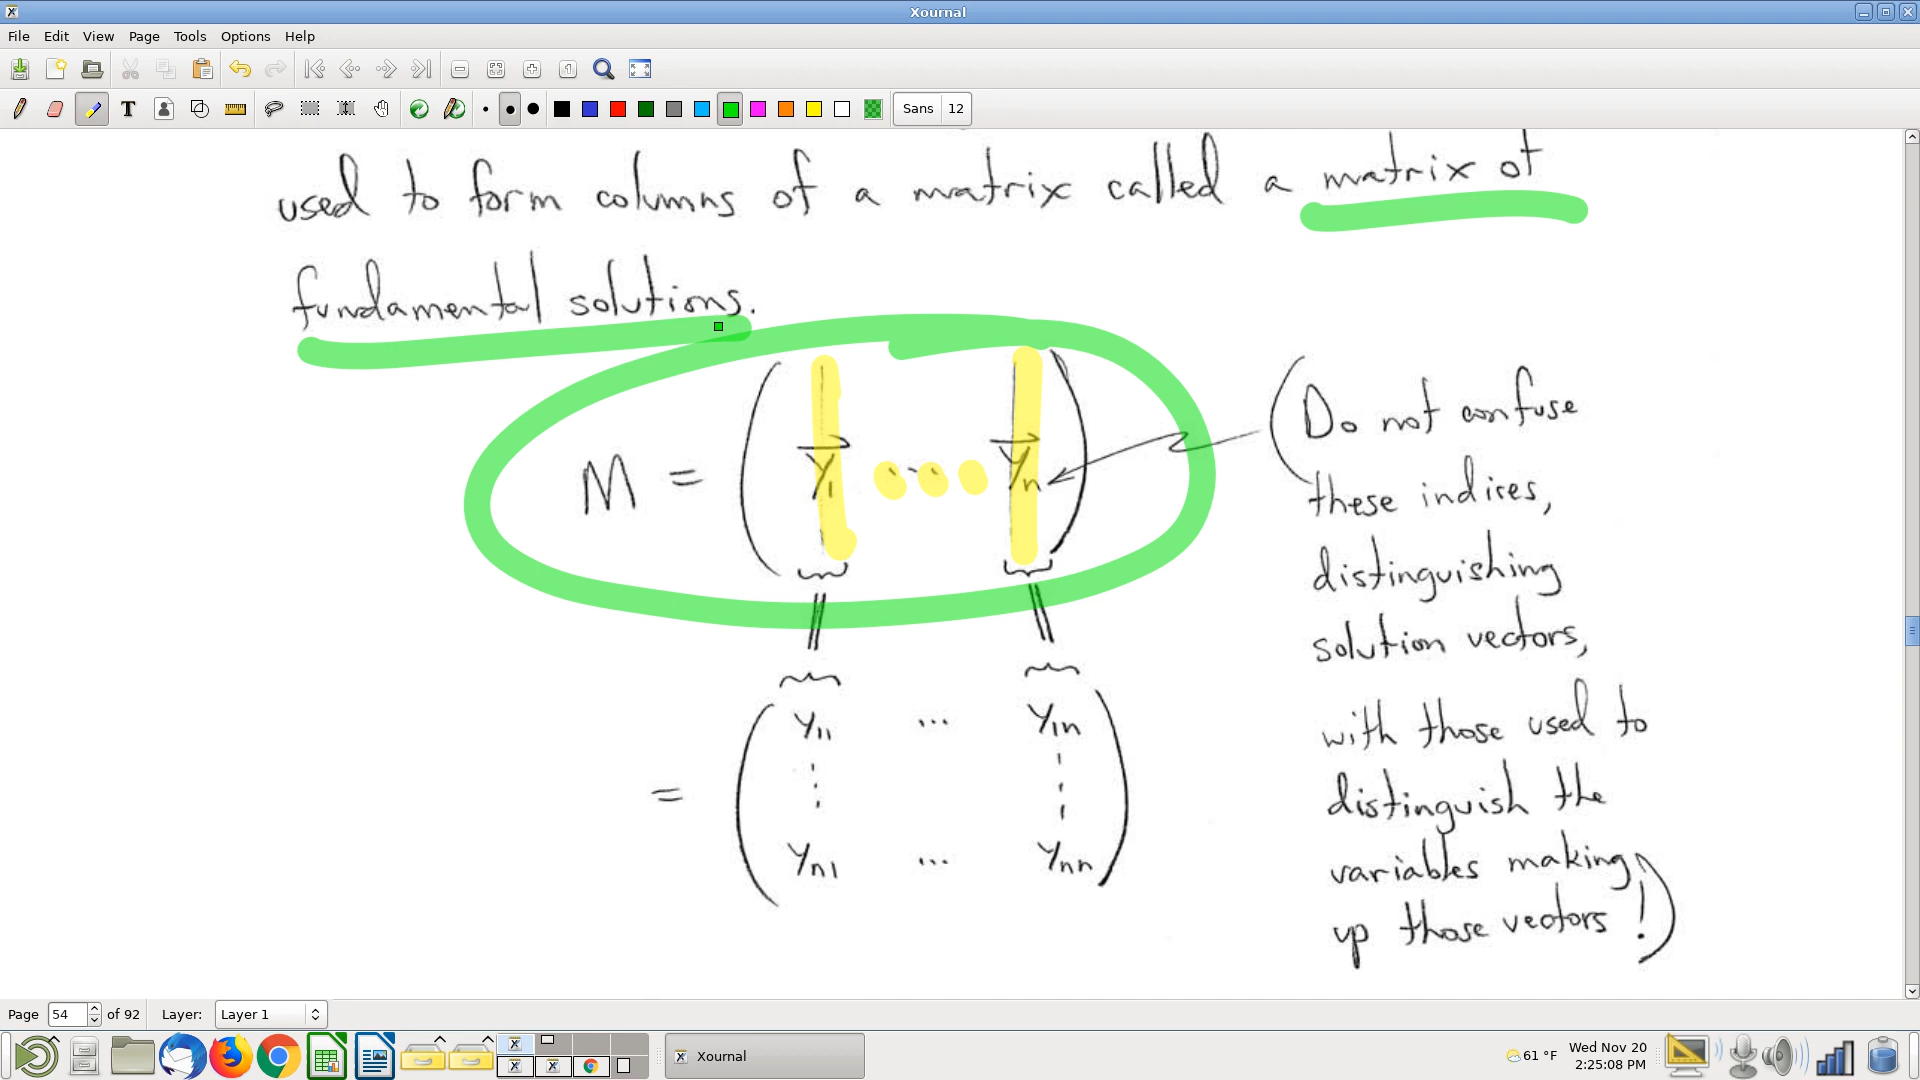 Xournal
File Edit View Page Tools Options Help
Sans 12
used to form columns of a matrix called a matrix of
fundamental solutions.
M = ( y₁ ... yₙ )
(Do not confuse
these indices,
distinguishing
solution vectors,
with those used to
distinguish the
variables making
up those vectors!)
y₁₁ ... y₁ₙ
= ⋮ ⋮
yₙ₁ ... yₙₙ
Page 54 of 92 Layer: Layer 1
Xournal
61 °F
Wed Nov 20
2:25:08 PM